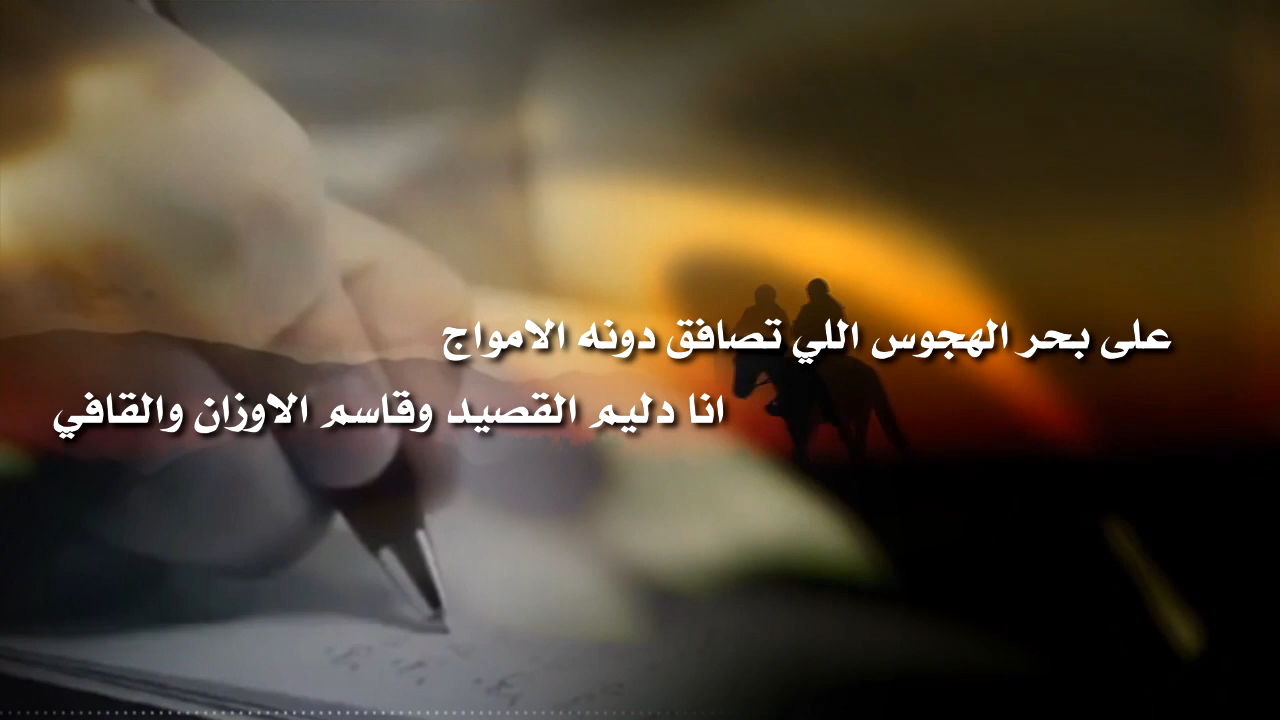 على بحر الهجوس اللي تصافق دونه الامواج
انا دليم القصيد وقاسم الاوزان والقافي